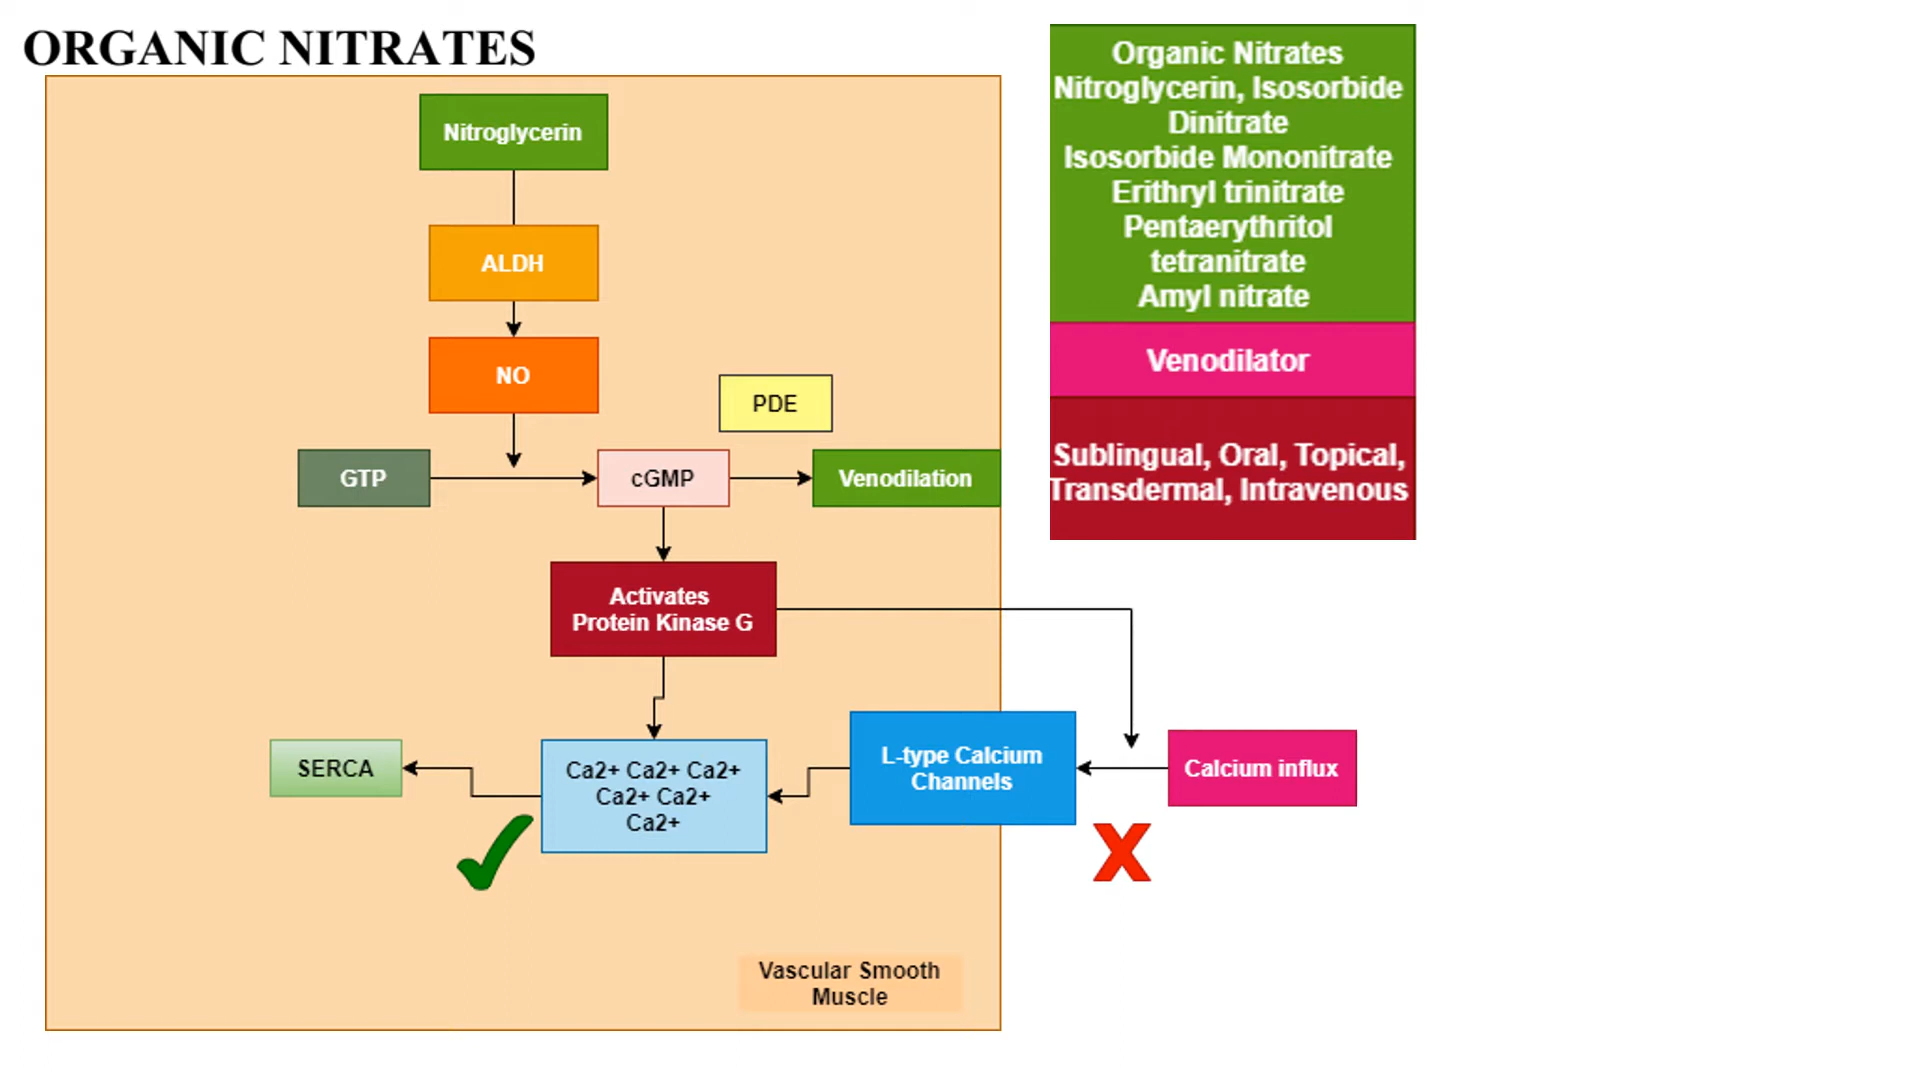 ORGANIC NITRATES
Nitroglycerin
ALDH
NO
PDE
GTP
cGMP
Venodilation
Activates
Protein Kinase G
SERCA
Ca2+ Ca2+ Ca2+
Ca2+ Ca2+
Ca2+
L-type Calcium
Channels
Calcium influx
X
Vascular Smooth
Muscle
Organic Nitrates
Nitroglycerin, Isosorbide
Dinitrate
Isosorbide Mononitrate
Erithryl trinitrate
Pentaerythritol
tetranitrate
Amyl nitrate
Venodilator
Sublingual, Oral, Topical,
Transdermal, Intravenous